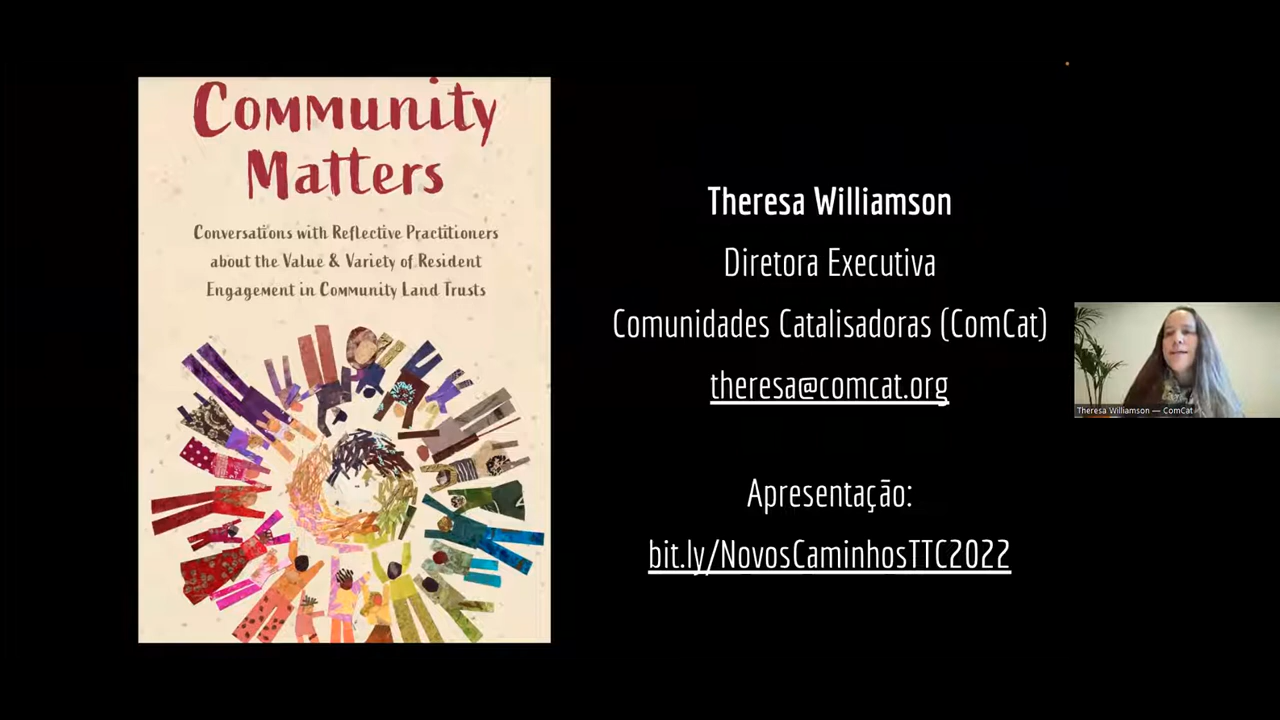 Community
Matters
Conversations with Reflective Practitioners
about the Value & Variety of Resident
Engagement in Community Land Trusts
Theresa Williamson
Diretora Executiva
Comunidades Catalisadoras (ComCat)
theresa@comcat.org
Apresentação:
bit.ly/NovosCaminhosTTC2022
Theresa Williamson — ComCat